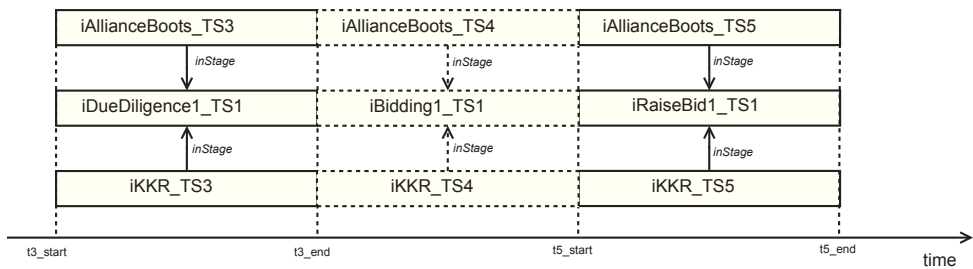 iAllianceBoots_TS3 iAllianceBoots_TS4 iAllianceBoots_TS5
inStage inStage inStage
iDueDiligence1_TS1 iBidding1_TS1 iRaiseBid1_TS1
inStage inStage inStage
iKKR_TS3 iKKR_TS4 iKKR_TS5
t3_start t3_end t5_start t5_end
time